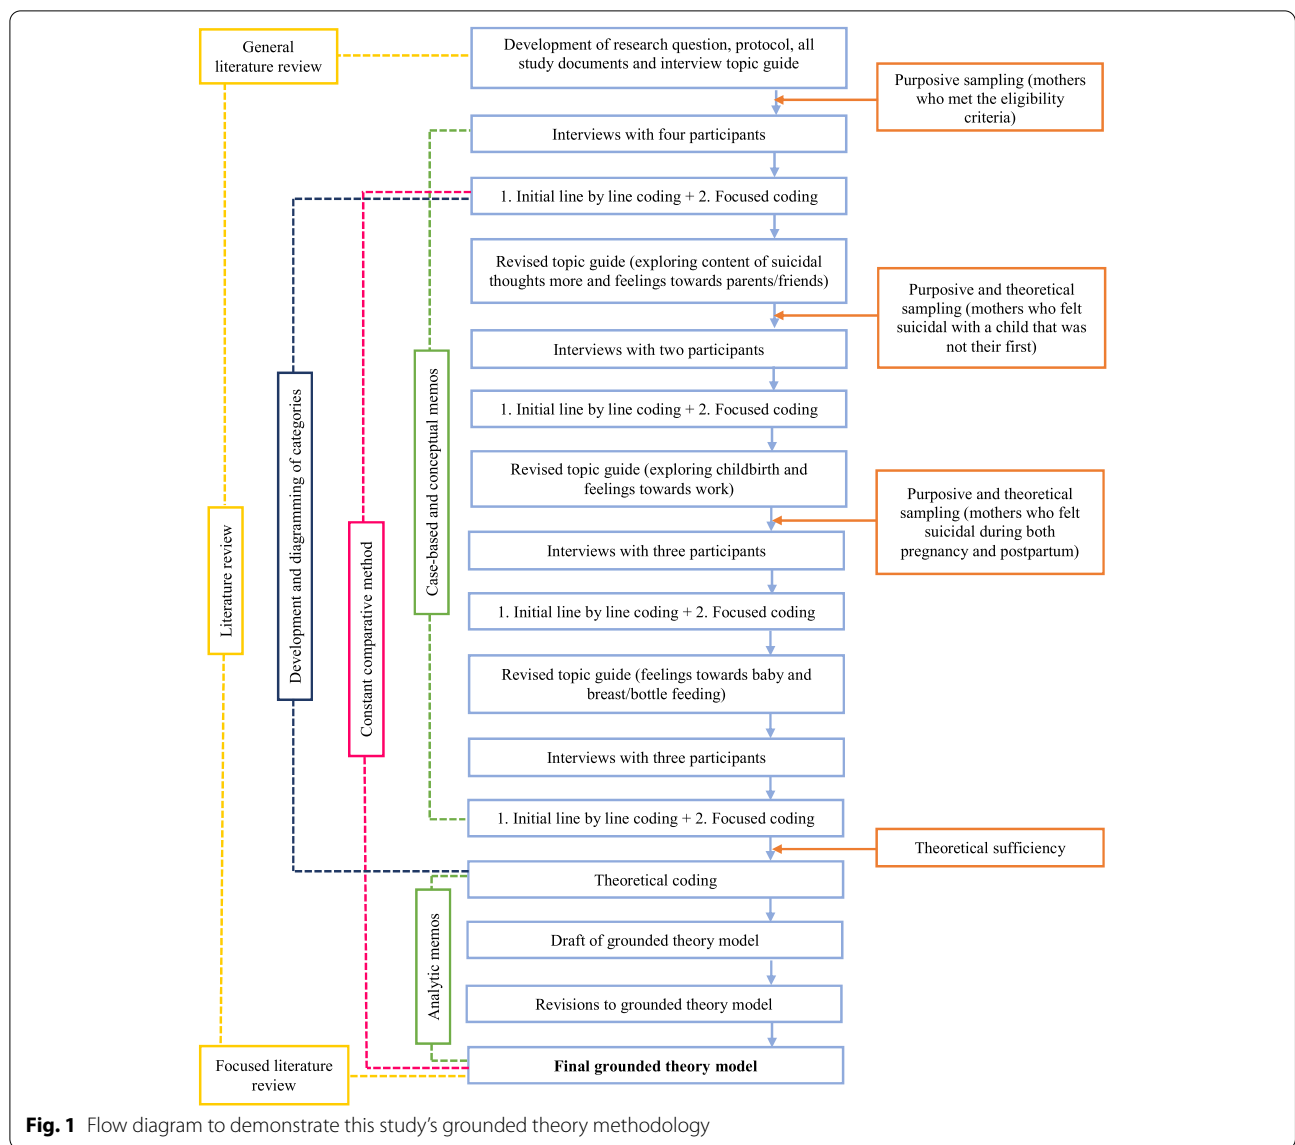 General
literature review
Development of research question, protocol, all
study documents and interview topic guide
Purposive sampling (mothers
who met the eligibility
criteria)
Interviews with four participants
1. Initial line by line coding + 2. Focused coding
Revised topic guide (exploring content of suicidal
thoughts more and feelings towards parents/friends)
Purposive and theoretical
sampling (mothers who felt
suicidal with a child that was
not their first)
Interviews with two participants
1. Initial line by line coding + 2. Focused coding
Revised topic guide (exploring childbirth and
feelings towards work)
Purposive and theoretical
sampling (mothers who felt
suicidal during both
pregnancy and postpartum)
Interviews with three participants
1. Initial line by line coding + 2. Focused coding
Revised topic guide (feelings towards baby and
breast/bottle feeding)
Interviews with three participants
1. Initial line by line coding + 2. Focused coding
Theoretical sufficiency
Theoretical coding
Draft of grounded theory model
Revisions to grounded theory model
Final grounded theory model
Literature review
Development and diagramming of categories
Constant comparative method
Case-based and conceptual memos
Analytic memos
Focused literature
review
Fig. 1 Flow diagram to demonstrate this study's grounded theory methodology